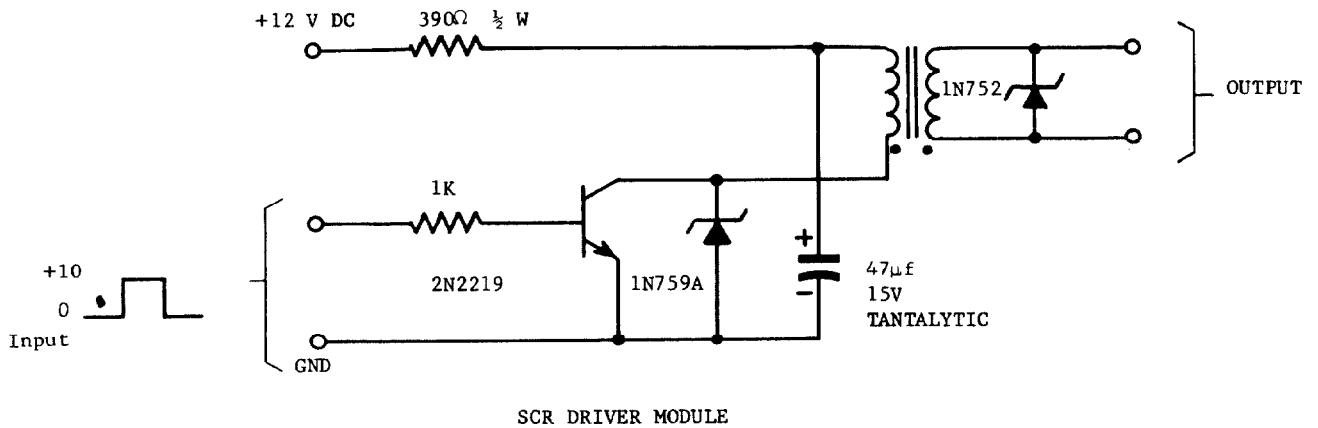 +12 V DC
390Ω ½ W
1N752
OUTPUT
1K
+10
0
Input
2N2219
1N759A
+
-
47μf
15V
TANTALYTIC
GND
SCR DRIVER MODULE